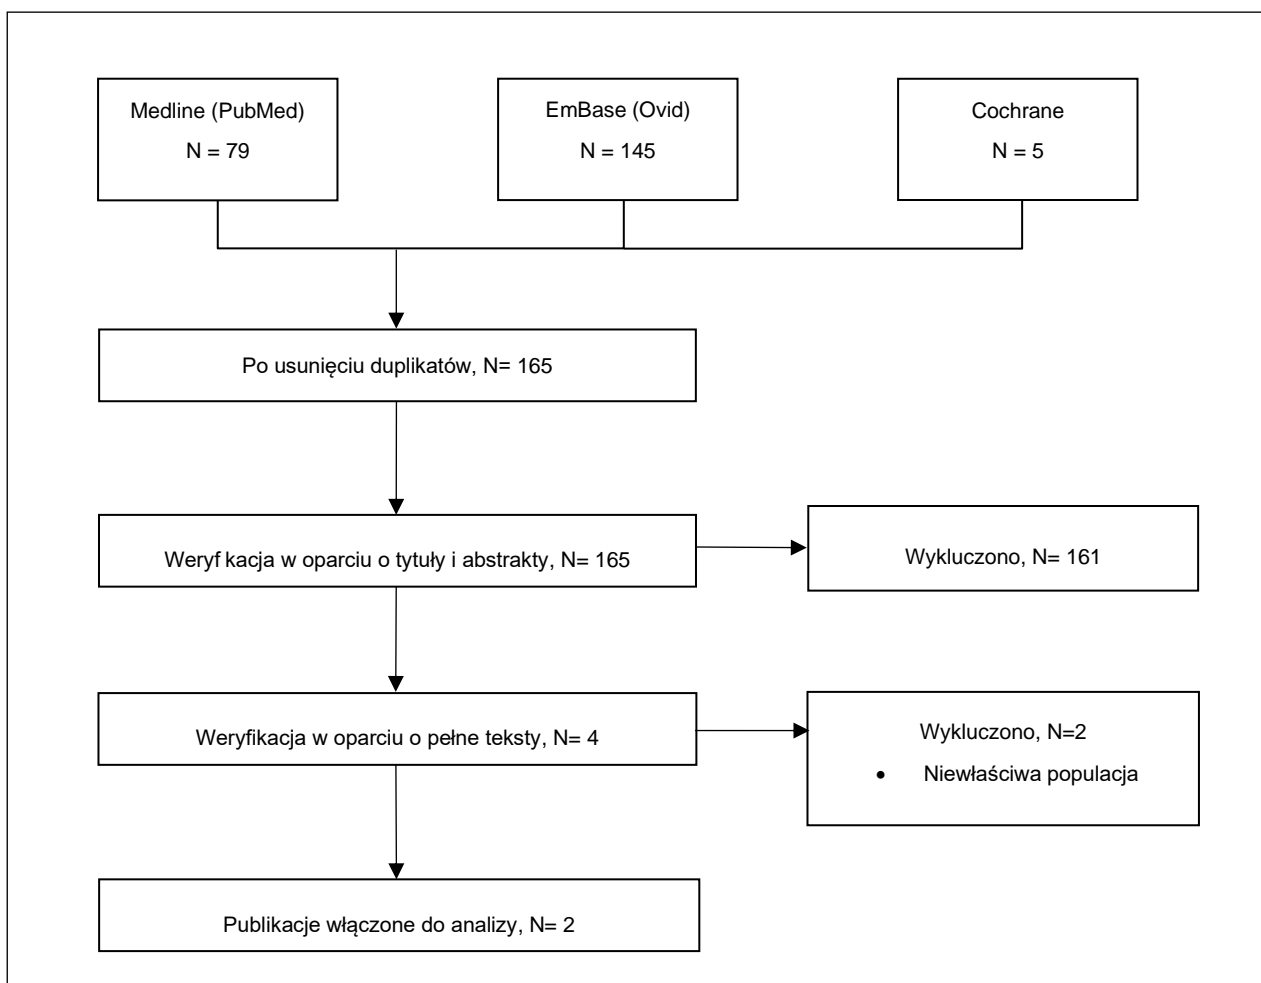 Medline (PubMed)
N = 79
EmBase (Ovid)
N = 145
Cochrane
N = 5
Po usunięciu duplikatów, N= 165
Weryf kacja w oparciu o tytuły i abstrakty, N= 165
Wykluczono, N= 161
Weryfikacja w oparciu o pełne teksty, N= 4
Wykluczono, N=2
• Niewłaściwa populacja
Publikacje włączone do analizy, N= 2